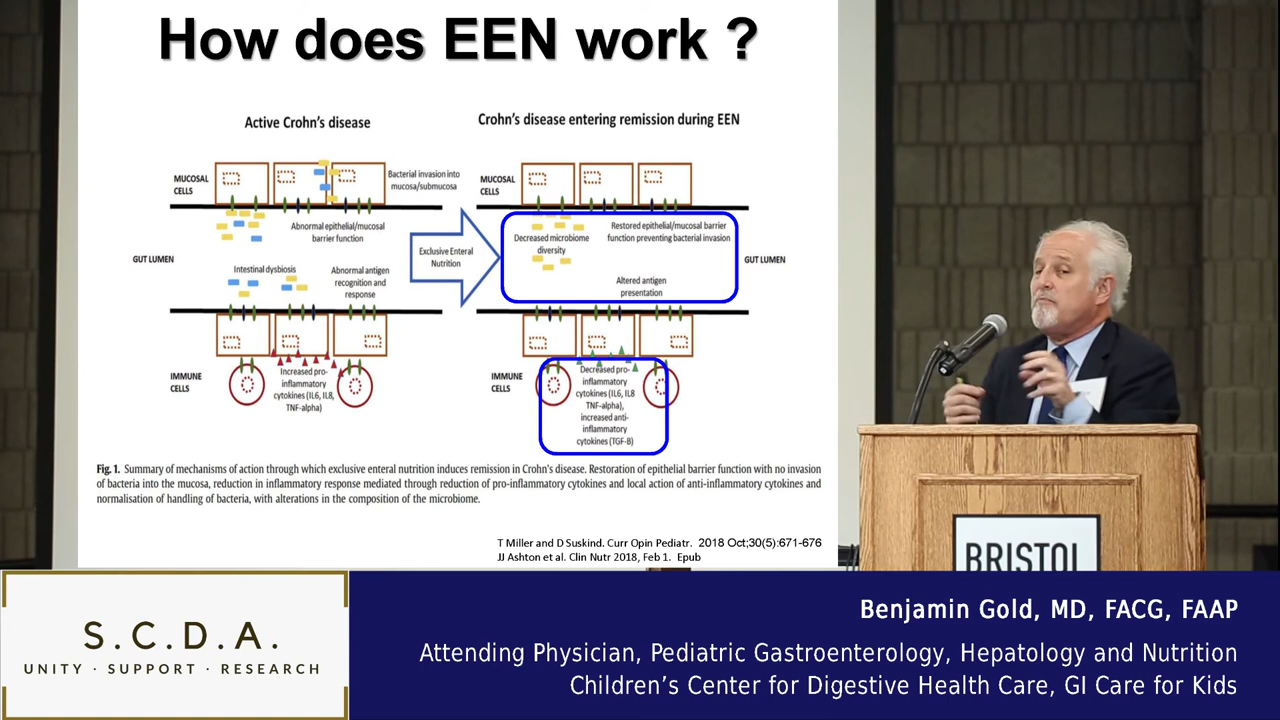 How does EEN work ?
Active Crohn's disease
Crohn's disease entering remission during EEN
MUCOSAL
CELLS
Bacterial invasion into
mucosa/submucosa
Abnormal epithelial/mucosal
barrier function
GUT LUMEN
Intestinal dysbiosis
Abnormal antigen
recognition and
response
IMMUNE
CELLS
Increased pro-
inflammatory
cytokines (IL6, IL8,
TNF-alpha)
Exclusive Enteral
Nutrition
MUCOSAL
CELLS
Decreased microbiome
diversity
Restored epithelial/mucosal barrier
function preventing bacterial invasion
GUT LUMEN
Altered antigen
presentation
IMMUNE
CELLS
Decreased pro-
inflammatory
cytokines (IL6, IL8
TNF-alpha),
increased anti-
inflammatory
cytokines (TGF-B)
Fig. 1. Summary of mechanisms of action through which exclusive enteral nutrition induces remission in Crohn's disease. Restoration of epithelial barrier function with no invasion
of bacteria into the mucosa, reduction in inflammatory response mediated through reduction of pro-inflammatory cytokines and local action of anti-inflammatory cytokines and
normalisation of handling of bacteria, with alterations in the composition of the microbiome.
T Miller and D Suskind. Curr Opin Pediatr. 2018 Oct;30(5):671-676
JJ Ashton et al. Clin Nutr 2018, Feb 1. Epub
BRISTOL
S.C.D.A.
UNITY · SUPPORT · RESEARCH
Benjamin Gold, MD, FACG, FAAP
Attending Physician, Pediatric Gastroenterology, Hepatology and Nutrition
Children's Center for Digestive Health Care, GI Care for Kids